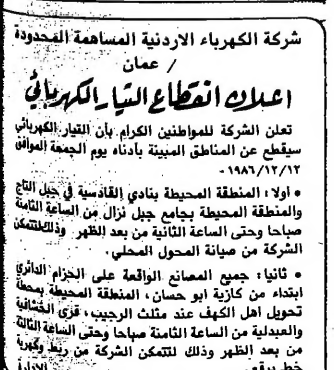 شركة الكهرباء الاردنية المساهمة المحدودة
/ عمان
اعلان انقطاع التيار الكهربائي
تعلن الشركة للمواطنين الكرام بأن التيار الكهربائي
سيقطع عن المناطق المبينة بأدناه يوم الجمعة الموافق
١٩٨٦/١٢/١٢ -
• اولا: المنطقة المحيطة بنادي القادسية في جبل التاج
والمنطقة المحيطة بجامع جبل نزال من الساعة الثامنة
صباحا وحتى الساعة الثانية من بعد الظهر وذلك لتتمكن
الشركة من صيانة المحول المحلي.
• ثانيا: جميع المصانع الواقعة على الحزام الدائري
ابتداء من كازية ابو حسان، المنطقة المحيطة بمحطة
تحويل اهل الكهف عند مثلث الرجيب، قرى الخشافية
والعبدلية من الساعة الثامنة صباحا وحتى الساعة الثالثة
من بعد الظهر وذلك لتتمكن الشركة من ربط وكهربة
خط الادارة